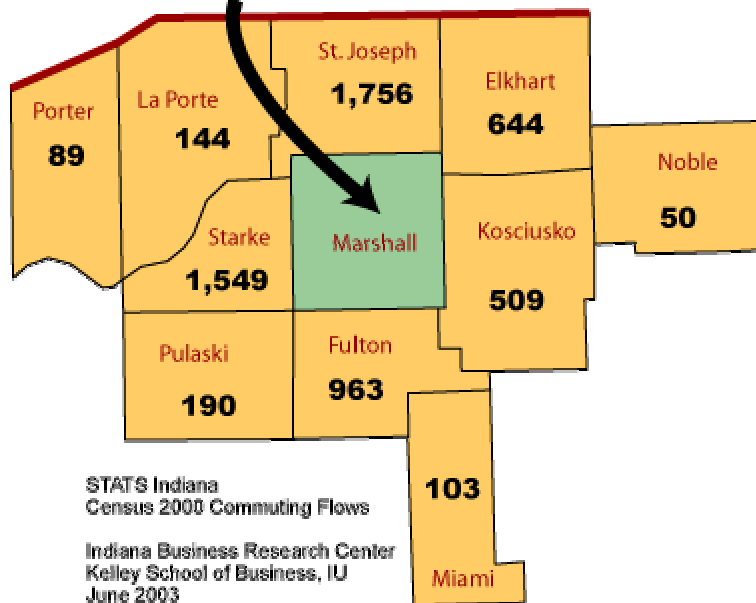 St. Joseph
1,756
Elkhart
644
La Porte
144
Porter
89
Noble
50
Starke
1,549
Marshall
Kosciusko
509
Pulaski
190
Fulton
963
103
Miami
STATS Indiana
Census 2000 Commuting Flows
Indiana Business Research Center
Kelley School of Business, IU
June 2003